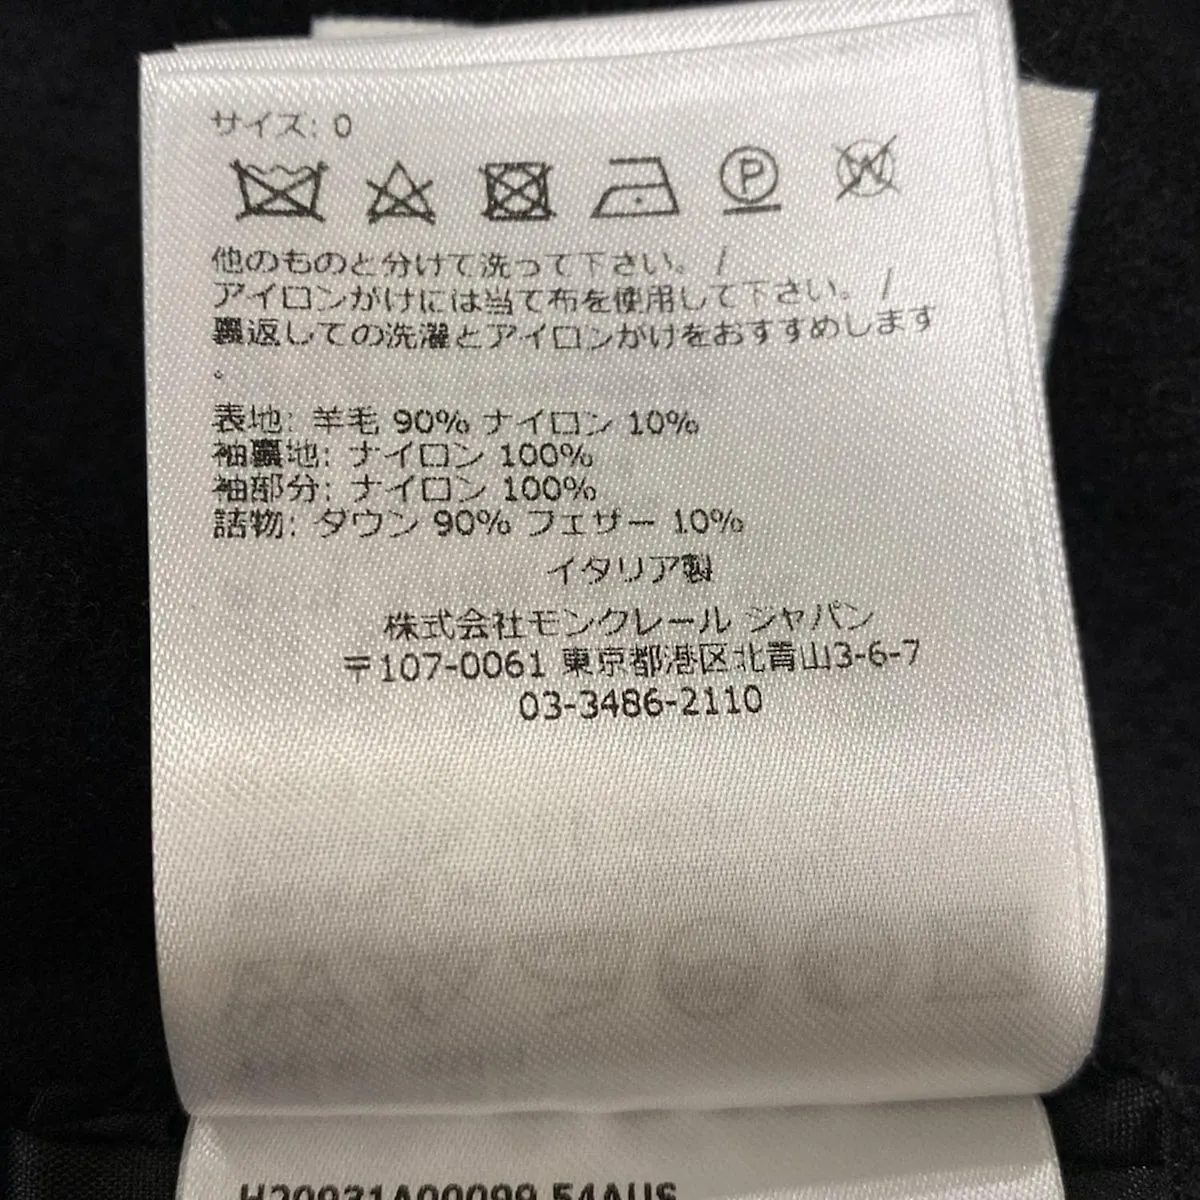 サイズ: 0
P
W
他のものと分けて洗って下さい。 /
アイロンがけには当て布を使用して下さい。 /
裏返しての洗濯とアイロンがけをおすすめします
。
表地: 羊毛 90% ナイロン 10%
袖裏地: ナイロン 100%
袖部分: ナイロン 100%
詰物: ダウン 90% フェザー 10%
イタリア製
株式会社モンクレール ジャパン
〒107-0061 東京都港区北青山3-6-7
03-3486-2110
H20931A00099 54AUS